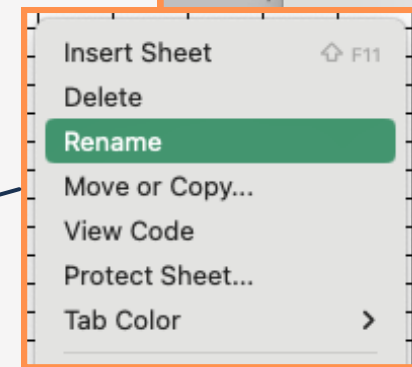 Insert Sheet ⇧ F11
Delete
Rename
Move or Copy...
View Code
Protect Sheet...
Tab Color